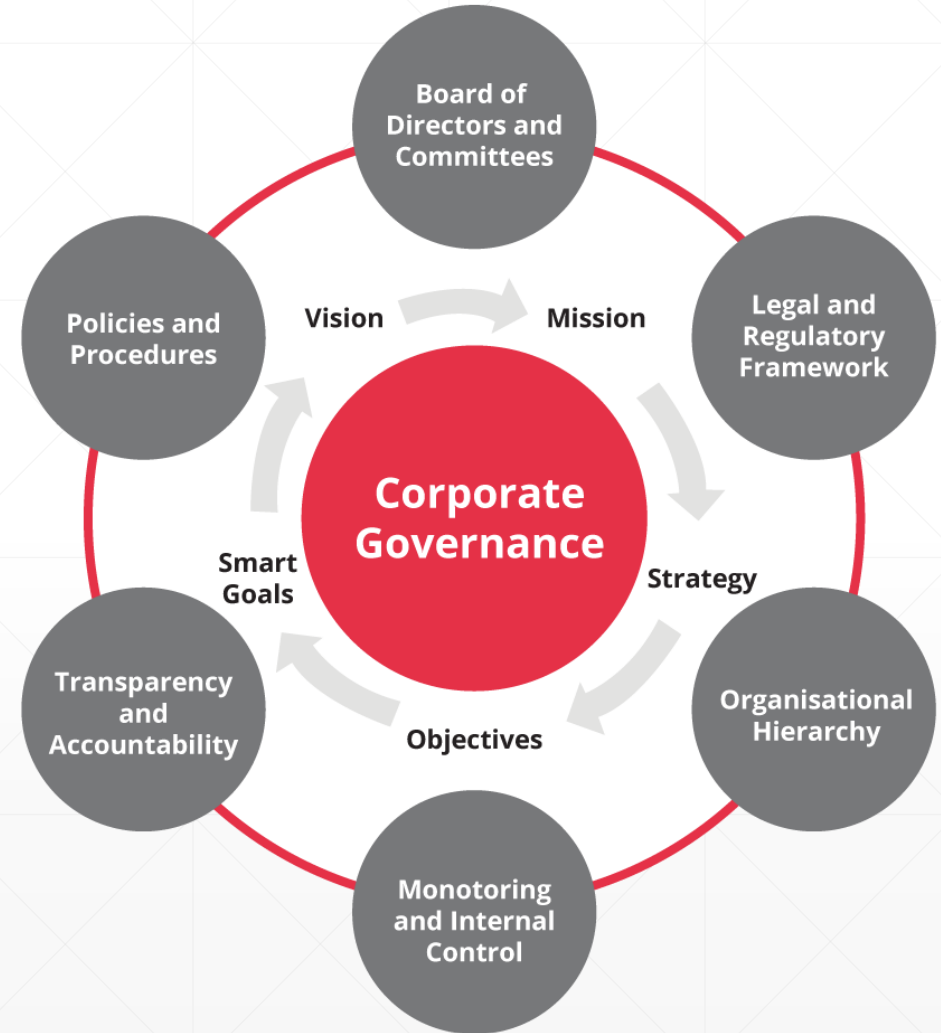 Board of
Directors and
Committees
Policies and
Procedures
Legal and
Regulatory
Framework
Vision
Mission
Corporate
Governance
Smart
Goals
Strategy
Transparency
and
Accountability
Organisational
Hierarchy
Objectives
Monotoring
and Internal
Control